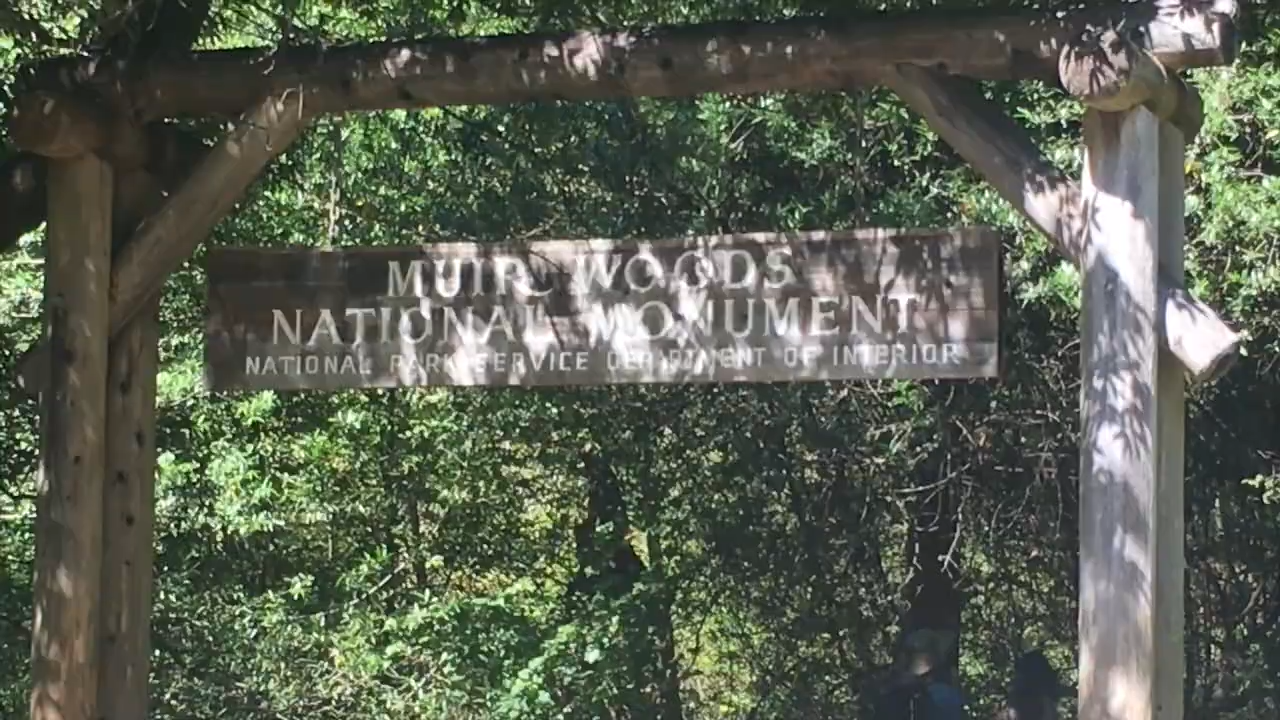 MUIR WOODS
NATIONAL MONUMENT
NATIONAL PARK SERVICE DEPARTMENT OF INTERIOR